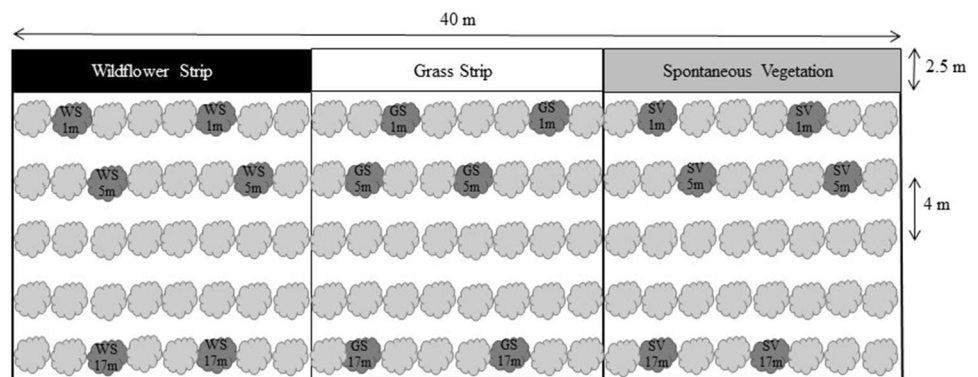 40 m
Wildflower Strip
Grass Strip
Spontaneous Vegetation
2.5 m
WS
1m
WS
1m
GS
1m
GS
1m
SV
1m
SV
1m
WS
5m
WS
5m
GS
5m
GS
5m
SV
5m
SV
5m
4 m
WS
17m
WS
17m
GS
17m
GS
17m
SV
17m
SV
17m